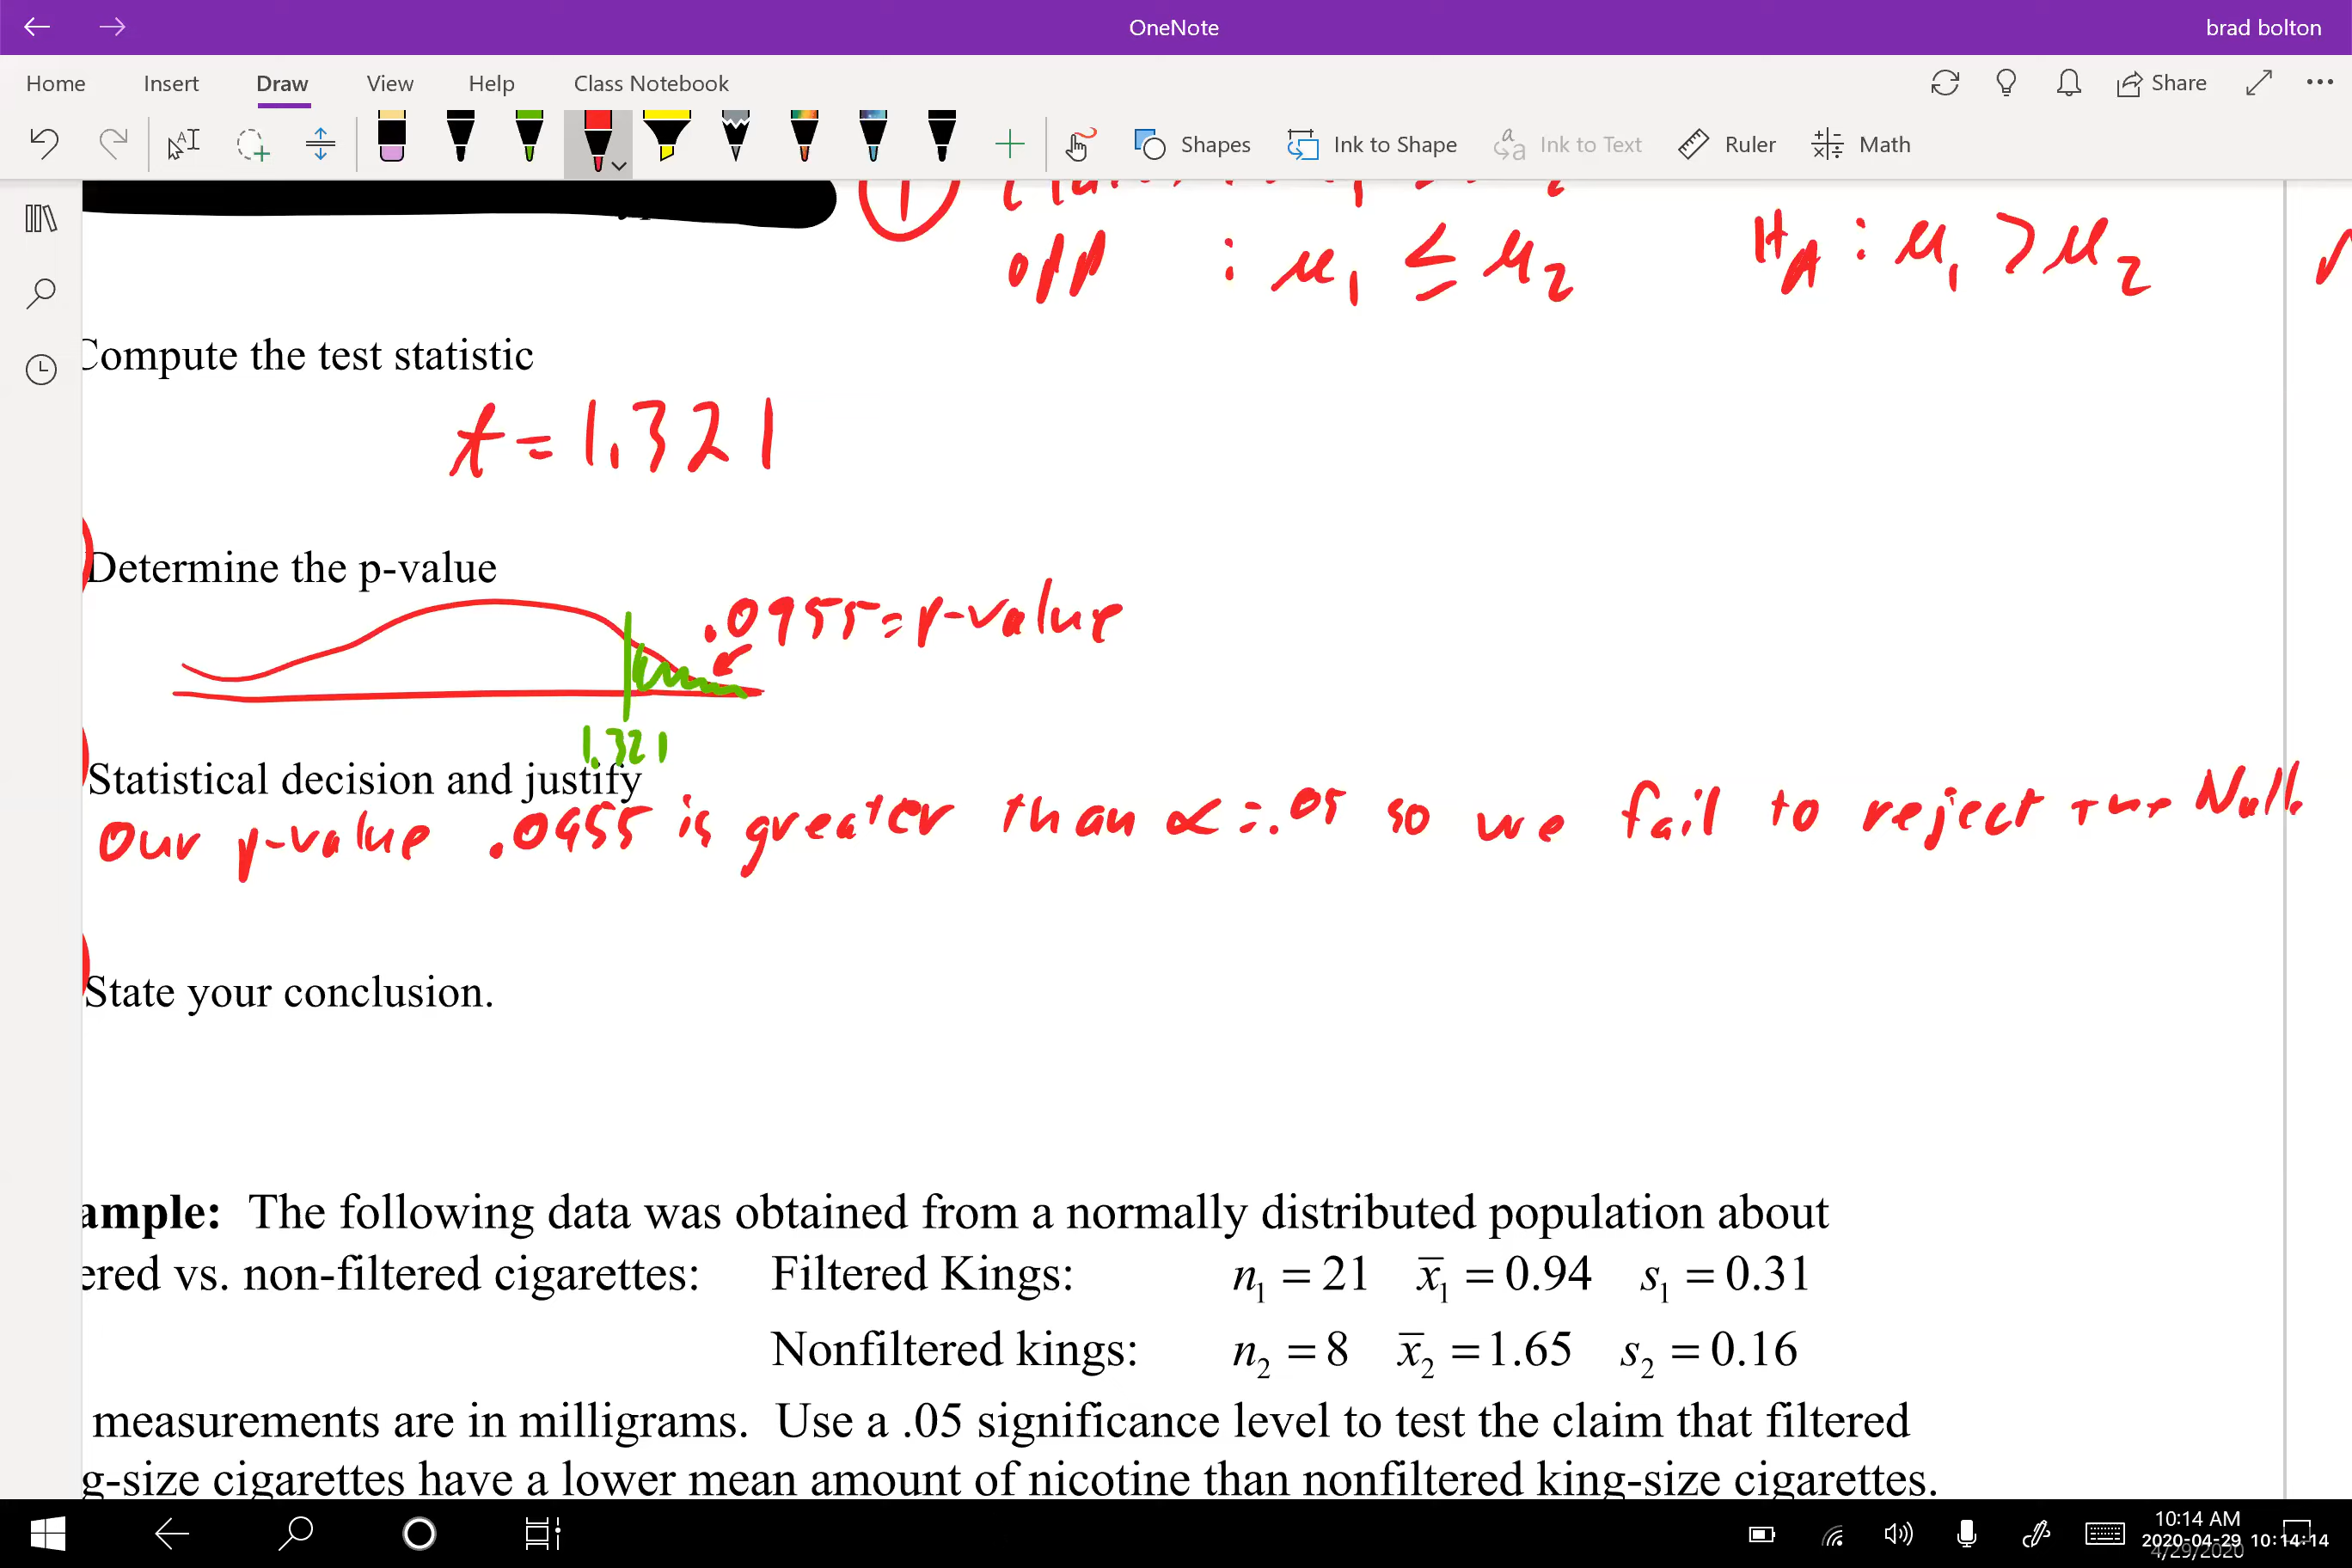 OneNote
brad bolton
Home Insert Draw View Help Class Notebook Share
Shapes Ink to Shape Ink to Text Ruler Math
1
opp : μ₁ ≤ μ₂ H_A : μ₁ > μ₂
Compute the test statistic
t = 1.321
Determine the p-value
.0955 = p-value
1.321
Statistical decision and justify
Our p-value .0955 is greater than α = .05 so we fail to reject the Null
State your conclusion.
ample: The following data was obtained from a normally distributed population about
ered vs. non-filtered cigarettes: Filtered Kings: n₁ = 21 x̄₁ = 0.94 s₁ = 0.31
Nonfiltered kings: n₂ = 8 x̄₂ = 1.65 s₂ = 0.16
measurements are in milligrams. Use a .05 significance level to test the claim that filtered
g-size cigarettes have a lower mean amount of nicotine than nonfiltered king-size cigarettes.
10:14 AM
2020-04-29 10:14:14
4/29/2020